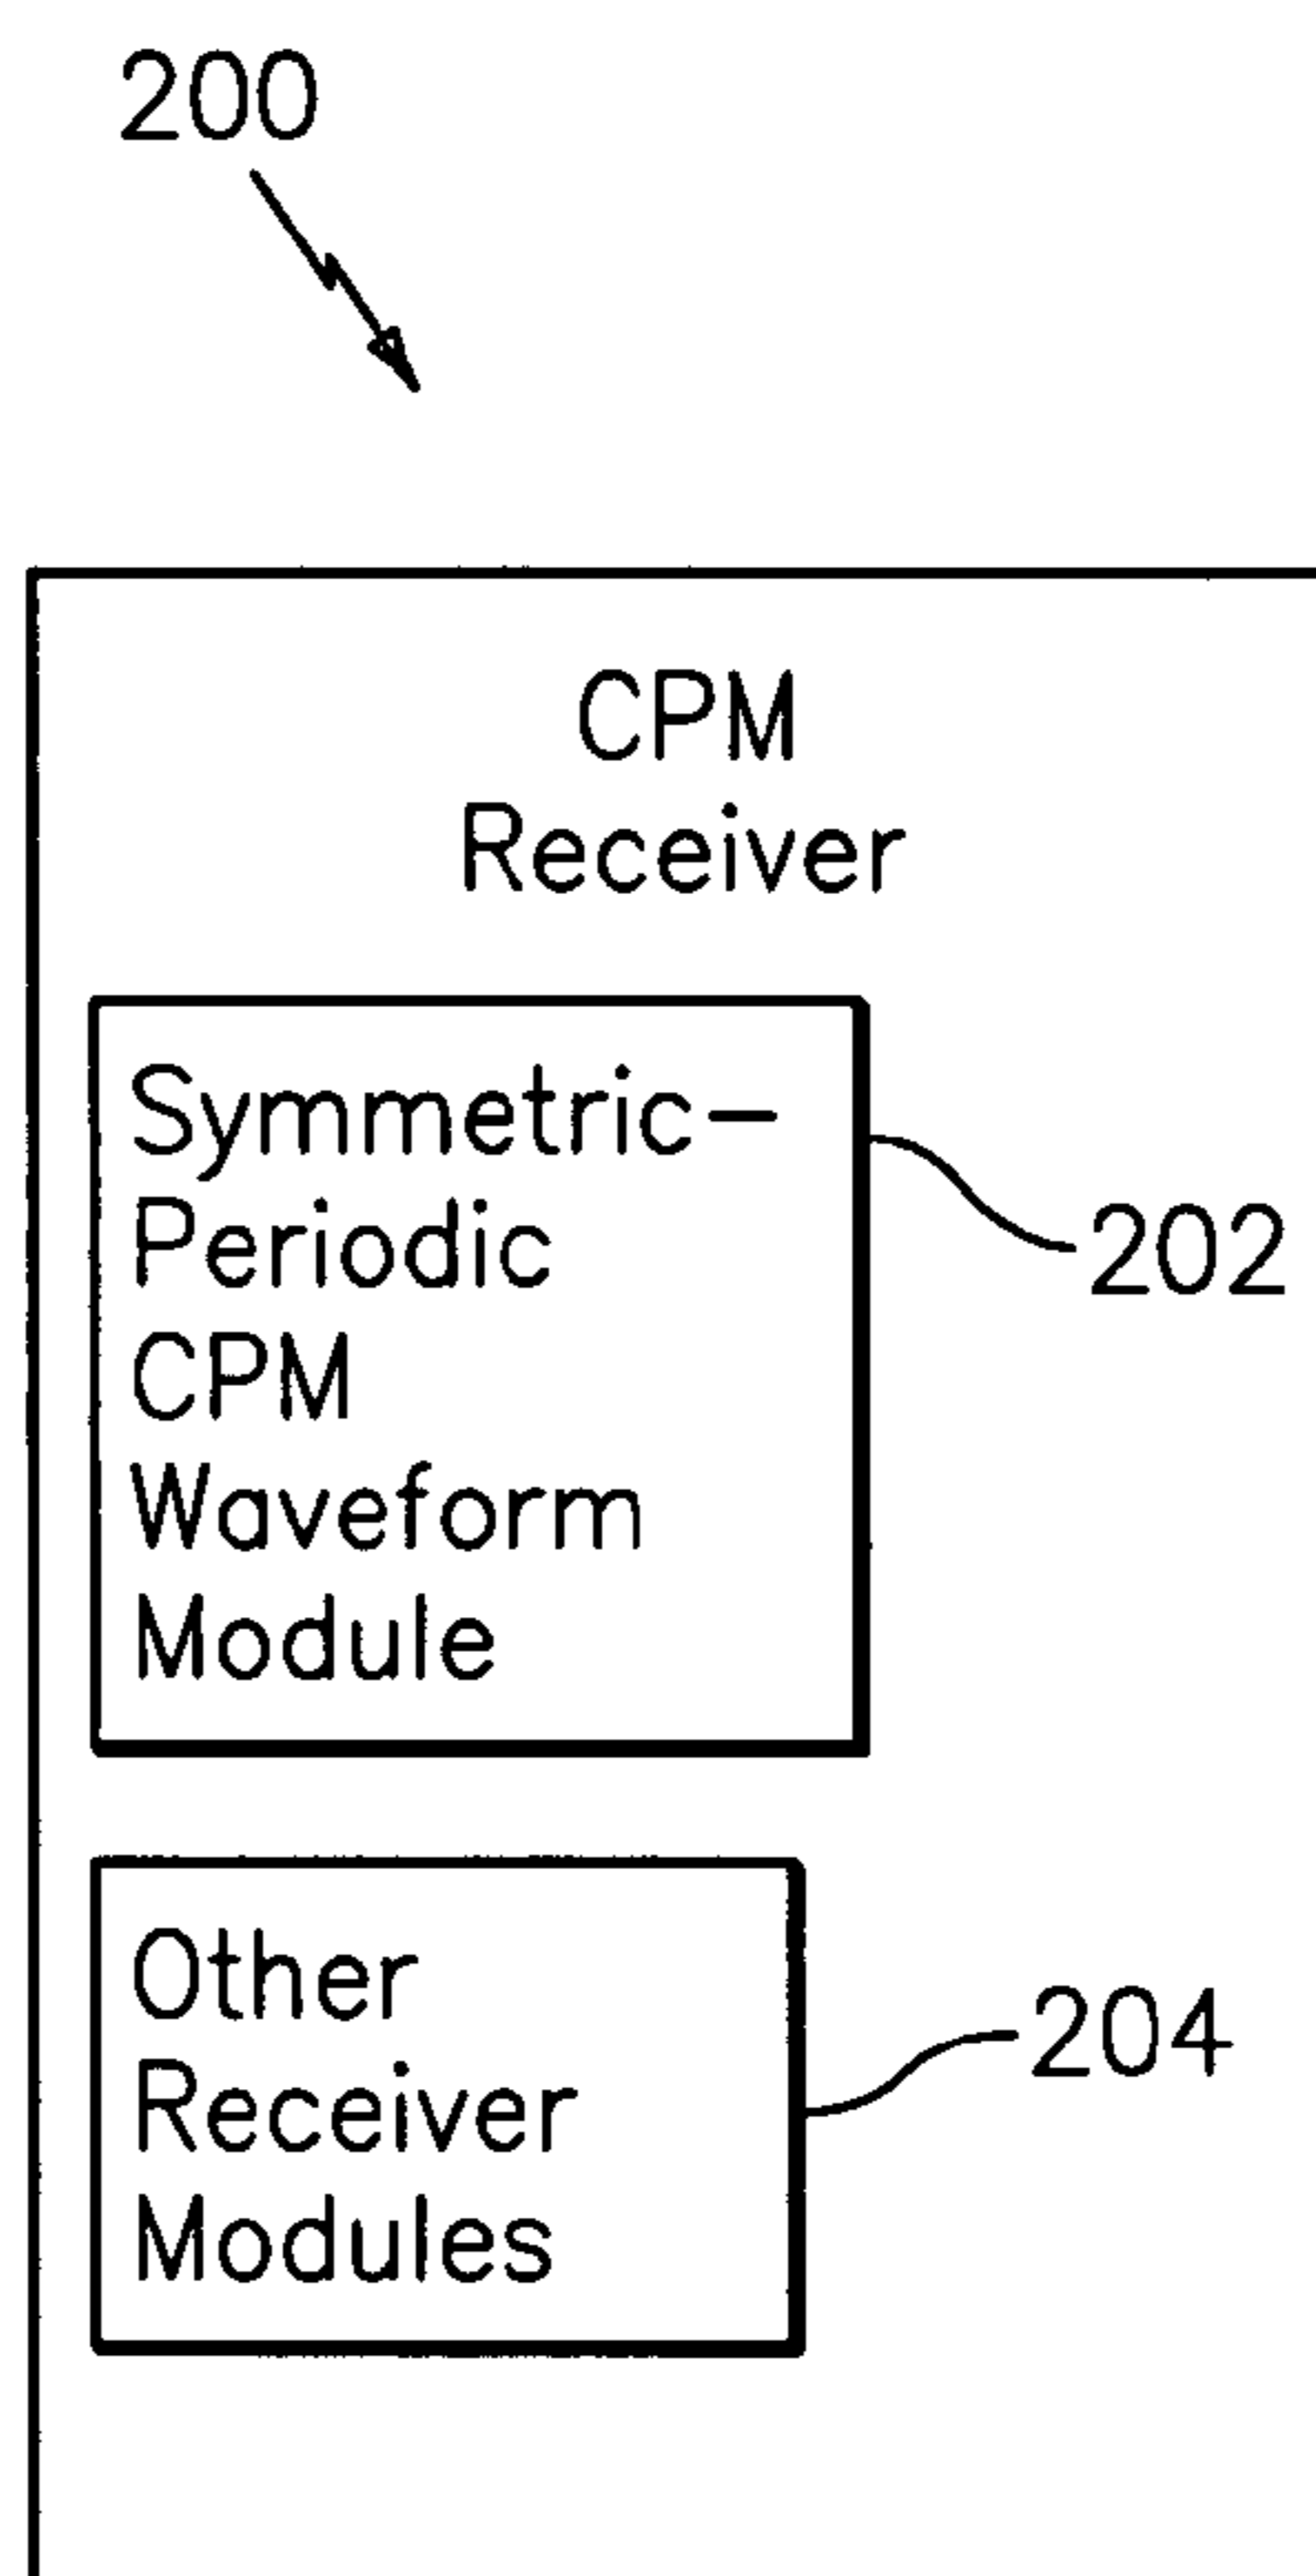 200
CPM
Receiver
Symmetric-
Periodic
CPM
Waveform
Module
202
Other
Receiver
Modules
204